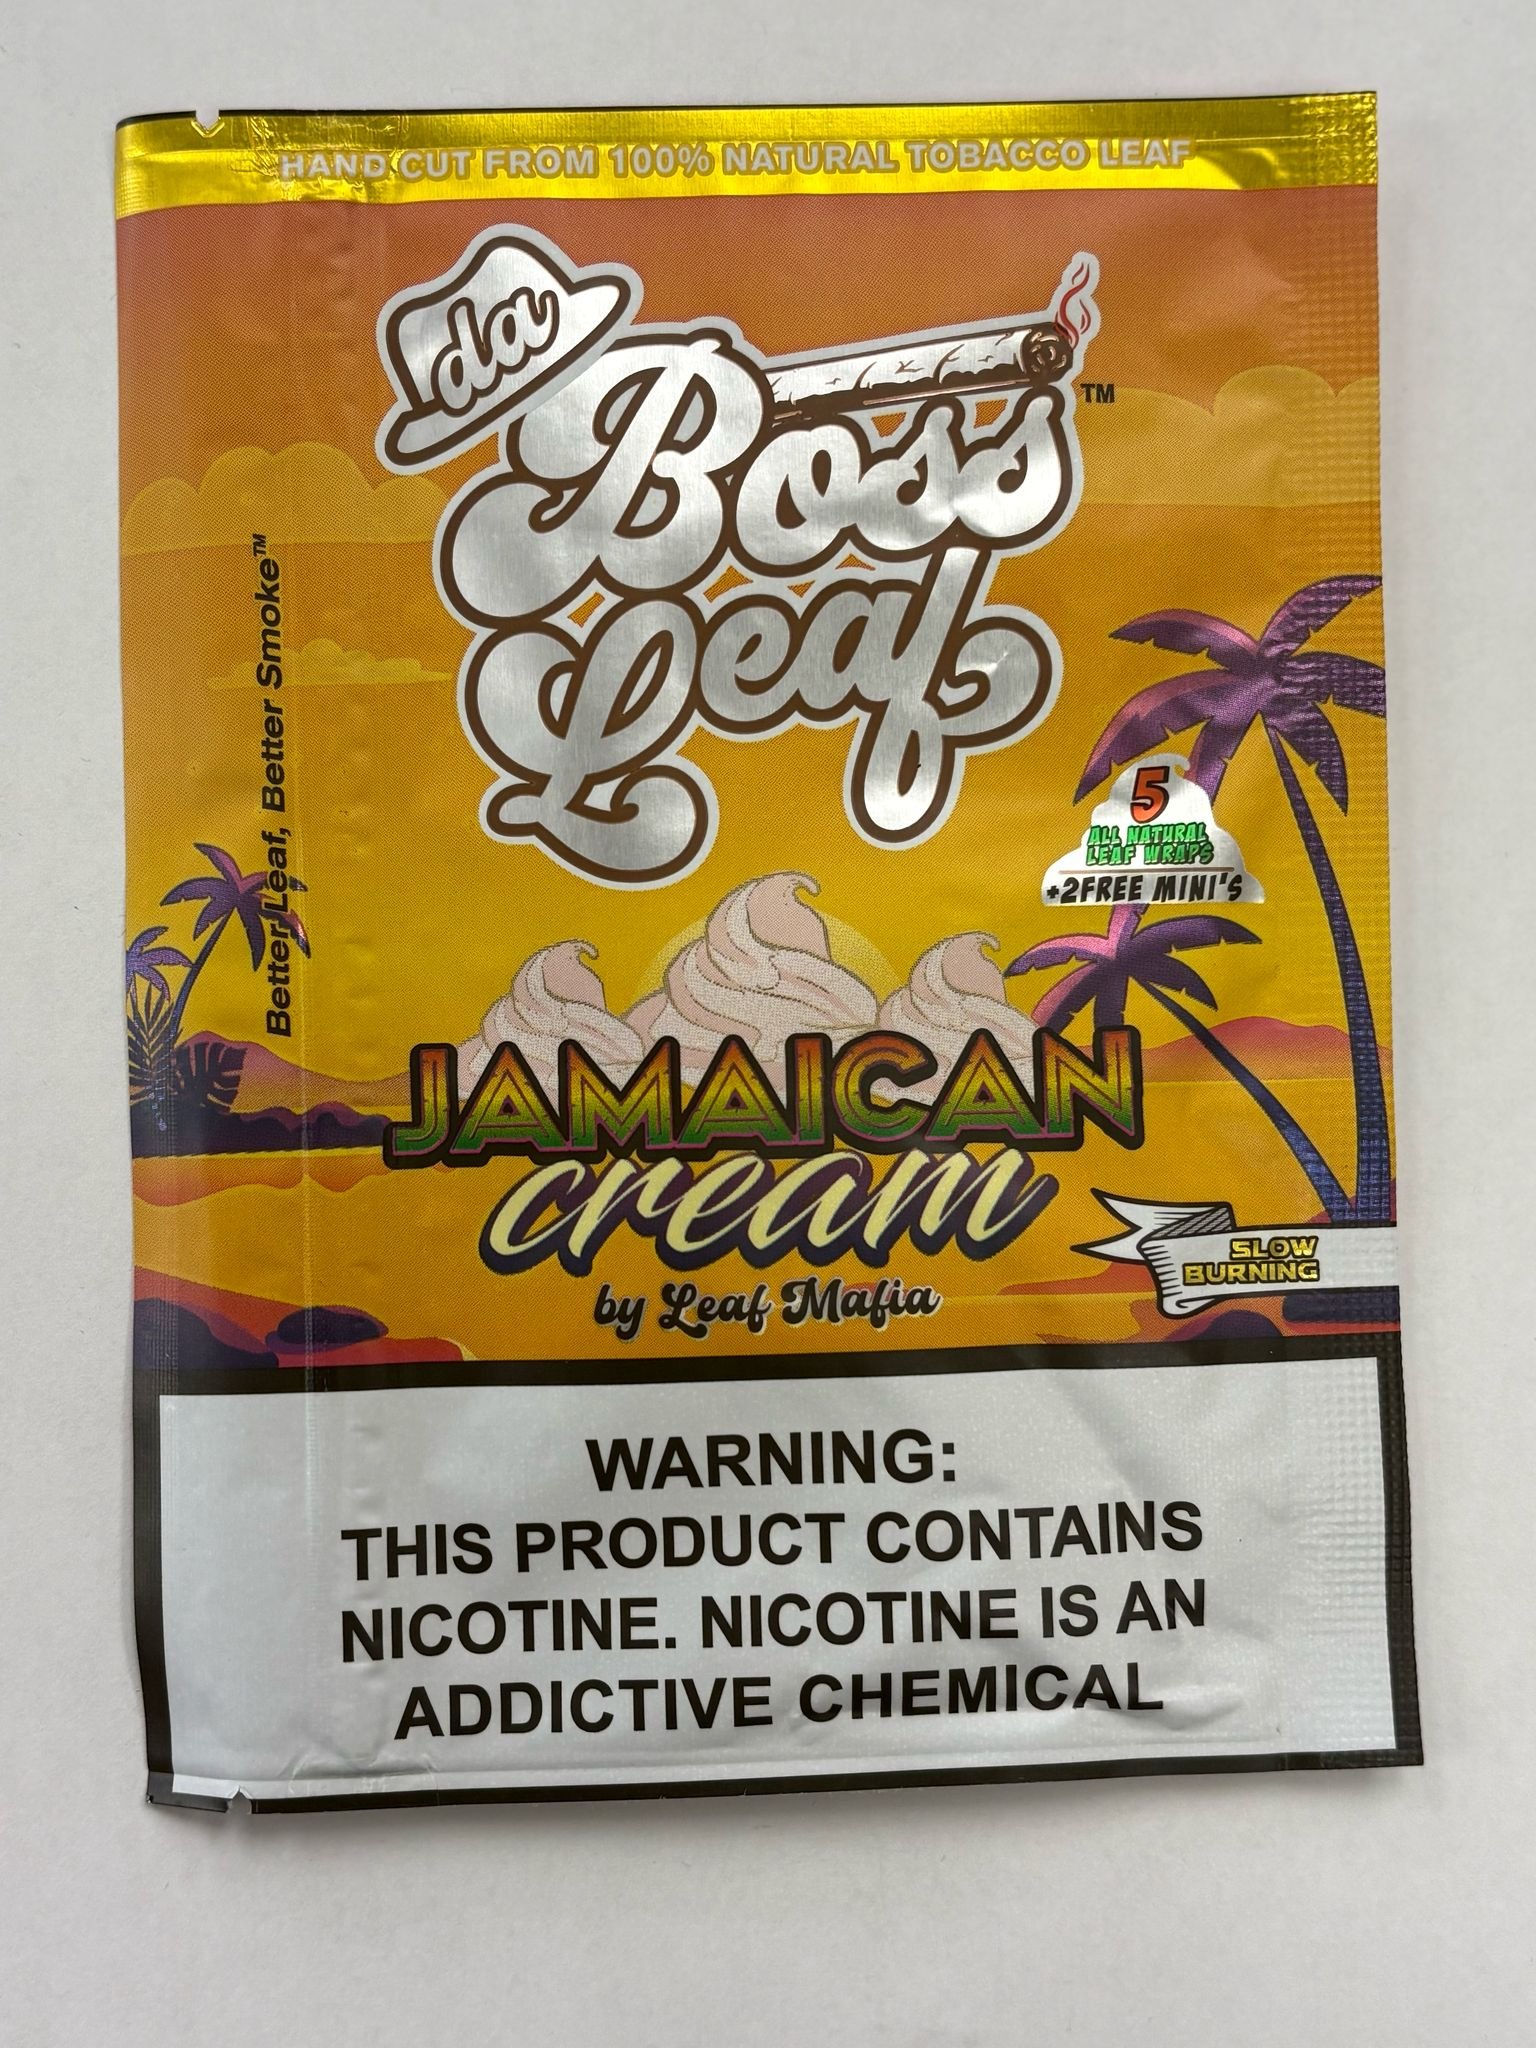 HAND CUT FROM 100% NATURAL TOBACCO LEAF
da
Boss
Leaf
TM
Better Leaf, Better Smoke™
5
ALL NATURAL
LEAF WRAPS
+2FREE MINI'S
JAMAICAN
cream
by Leaf Mafia
SLOW
BURNING
WARNING:
THIS PRODUCT CONTAINS
NICOTINE. NICOTINE IS AN
ADDICTIVE CHEMICAL